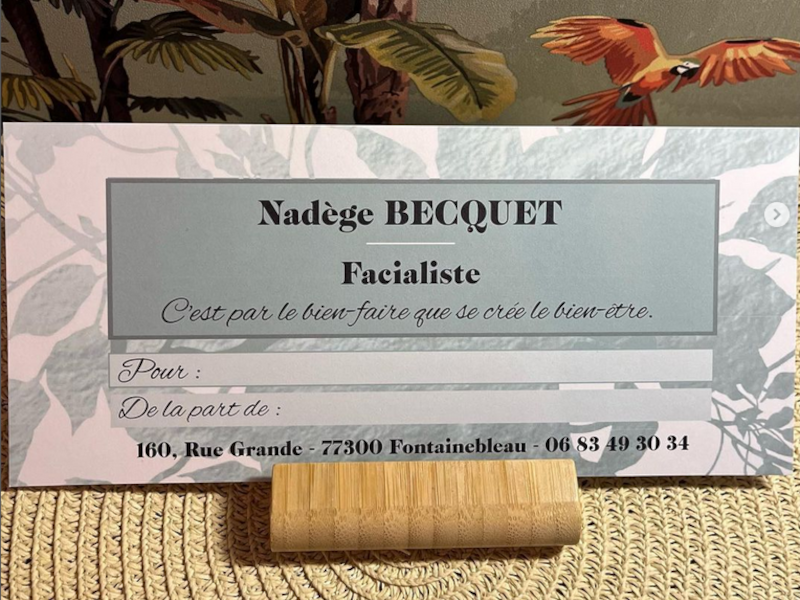 Nadège BECQUET
Facialiste
C'est par le bien-faire que se crée le bien-être.
Pour :
De la part de :
160, Rue Grande - 77300 Fontainebleau - 06 83 49 30 34